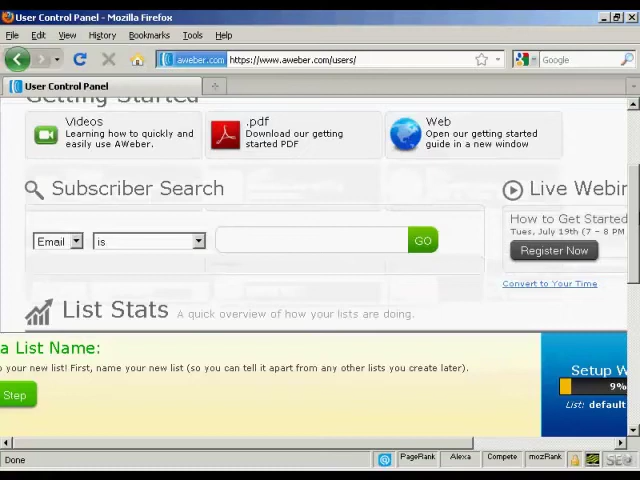 User Control Panel - Mozilla Firefox
File Edit View History Bookmarks Tools Help
aweber.com https://www.aweber.com/users/
Google
User Control Panel
Getting Started
Videos
Learning how to quickly and
easily use AWeber.
.pdf
Download our getting
started PDF
Web
Open our getting started
guide in a new window
Subscriber Search
Email is GO
Live Webin
How to Get Started
Tues, July 19th (7 - 8 PM
Register Now
Convert to Your Time
List Stats A quick overview of how your lists are doing.
a List Name:
o your new list! First, name your new list (so you can tell it apart from any other lists you create later).
Step
Setup W
9%
List: default
Done
PageRank Alexa Compete mozRank